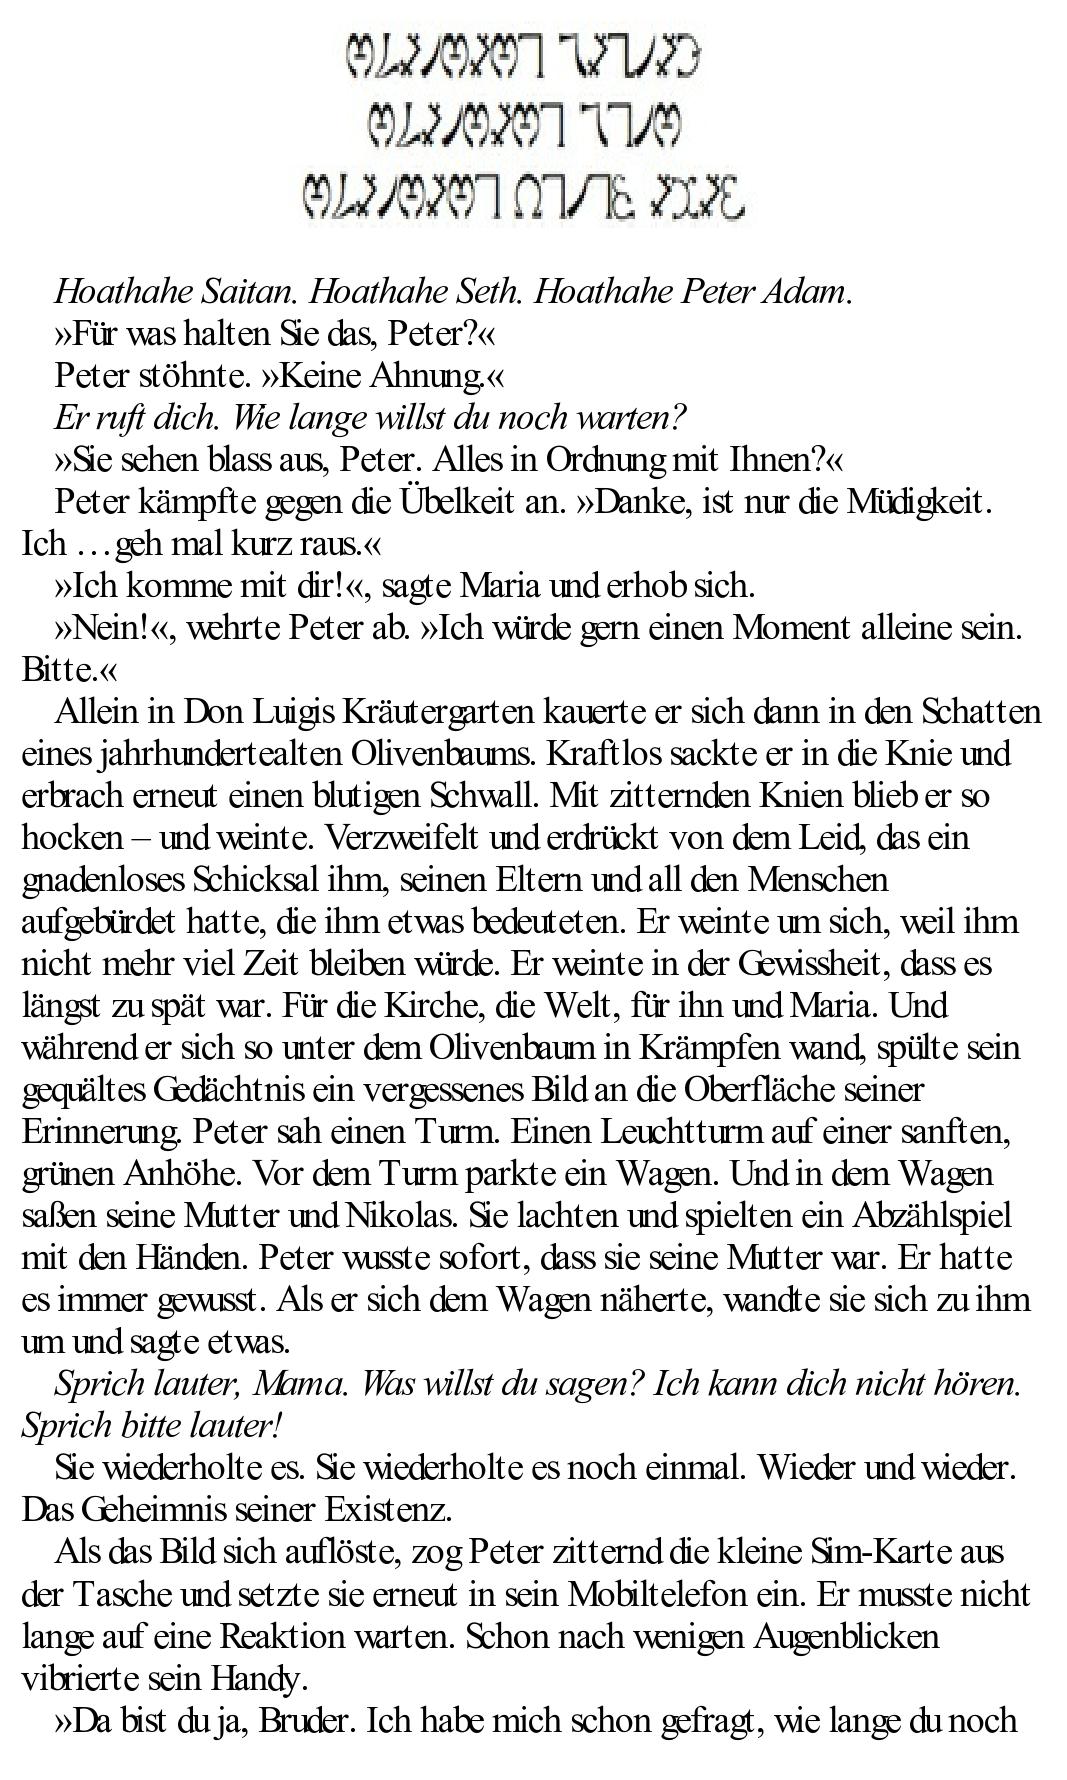 Hoathahe Saitan. Hoathahe Seth. Hoathahe Peter Adam.
»Für was halten Sie das, Peter?«
Peter stöhnte. »Keine Ahnung.«
Er ruft dich. Wie lange willst du noch warten?
»Sie sehen blass aus, Peter. Alles in Ordnung mit Ihnen?«
Peter kämpfte gegen die Übelkeit an. »Danke, ist nur die Müdigkeit.
Ich … geh mal kurz raus.«
»Ich komme mit dir!«, sagte Maria und erhob sich.
»Nein!«, wehrte Peter ab. »Ich würde gern einen Moment alleine sein.
Bitte.«
Allein in Don Luigis Kräutergarten kauerte er sich dann in den Schatten
eines jahrhundertealten Olivenbaums. Kraftlos sackte er in die Knie und
erbrach erneut einen blutigen Schwall. Mit zitternden Knien blieb er so
hocken – und weinte. Verzweifelt und erdrückt von dem Leid, das ein
gnadenloses Schicksal ihm, seinen Eltern und all den Menschen
aufgebürdet hatte, die ihm etwas bedeuteten. Er weinte um sich, weil ihm
nicht mehr viel Zeit bleiben würde. Er weinte in der Gewissheit, dass es
längst zu spät war. Für die Kirche, die Welt, für ihn und Maria. Und
während er sich so unter dem Olivenbaum in Krämpfen wand, spülte sein
gequältes Gedächtnis ein vergessenes Bild an die Oberfläche seiner
Erinnerung. Peter sah einen Turm. Einen Leuchtturm auf einer sanften,
grünen Anhöhe. Vor dem Turm parkte ein Wagen. Und in dem Wagen
saßen seine Mutter und Nikolas. Sie lachten und spielten ein Abzählspiel
mit den Händen. Peter wusste sofort, dass sie seine Mutter war. Er hatte
es immer gewusst. Als er sich dem Wagen näherte, wandte sie sich zu ihm
um und sagte etwas.
Sprich lauter, Mama. Was willst du sagen? Ich kann dich nicht hören.
Sprich bitte lauter!
Sie wiederholte es. Sie wiederholte es noch einmal. Wieder und wieder.
Das Geheimnis seiner Existenz.
Als das Bild sich auflöste, zog Peter zitternd die kleine Sim-Karte aus
der Tasche und setzte sie erneut in sein Mobiltelefon ein. Er musste nicht
lange auf eine Reaktion warten. Schon nach wenigen Augenblicken
vibrierte sein Handy.
»Da bist du ja, Bruder. Ich habe mich schon gefragt, wie lange du noch